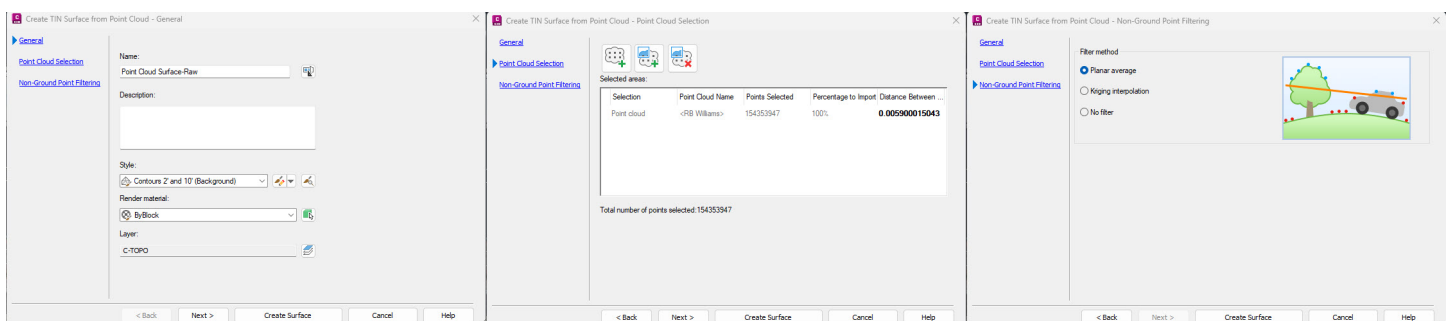 Create TIN Surface from Point Cloud - General
General
Point Cloud Selection
Non-Ground Point Filtering
Name:
Point Cloud Surface-Raw
Description:
Style:
Contours 2' and 10' (Background)
Render material:
ByBlock
Layer:
C-TOPO
< Back Next > Create Surface Cancel Help
Create TIN Surface from Point Cloud - Point Cloud Selection
General
Point Cloud Selection
Non-Ground Point Filtering
Selected areas:
Selection Point Cloud Name Points Selected Percentage to Import Distance Between ...
Point cloud <RB Williams> 154353947 100% 0.005900015043
Total number of points selected:154353947
< Back Next > Create Surface Cancel Help
Create TIN Surface from Point Cloud - Non-Ground Point Filtering
General
Point Cloud Selection
Non-Ground Point Filtering
Filter method
Planar average
Kriging interpolation
No filter
< Back Next > Create Surface Cancel Help